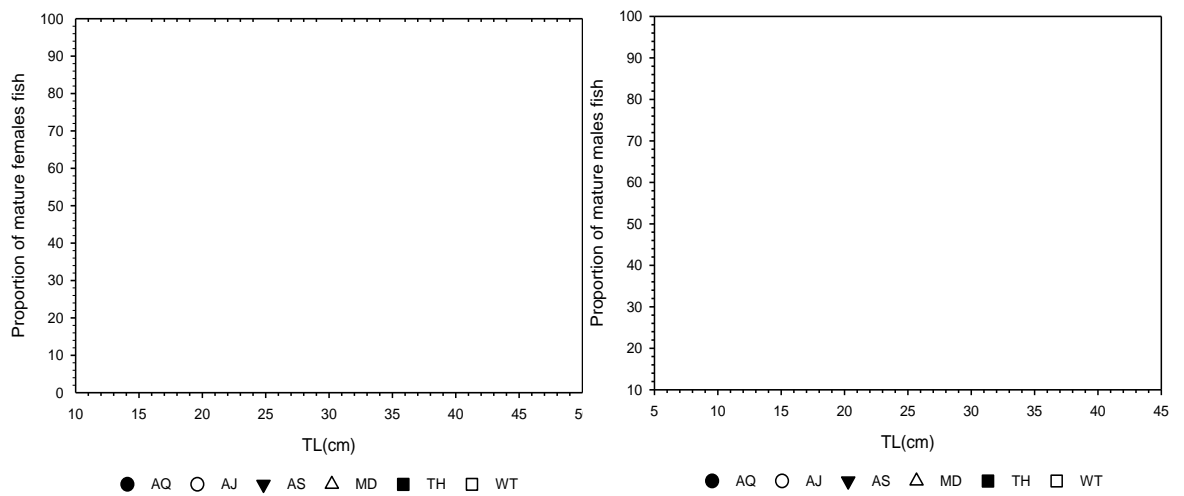 Proportion of mature females fish
100
90
80
70
60
50
40
30
20
10
0
10 15 20 25 30 35 40 45 5
TL(cm)
AQ AJ AS MD TH WT
Proportion of mature males fish
100
90
80
70
60
50
40
30
20
10
5 10 15 20 25 30 35 40 45
TL(cm)
AQ AJ AS MD TH WT